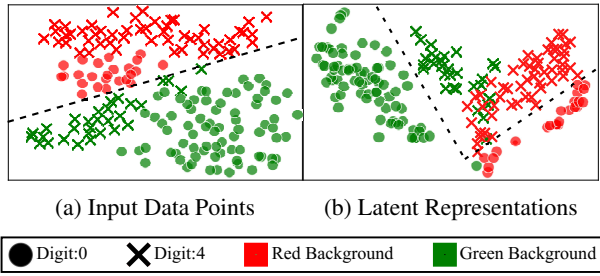 (a) Input Data Points
(b) Latent Representations
Digit:0 Digit:4 Red Background Green Background